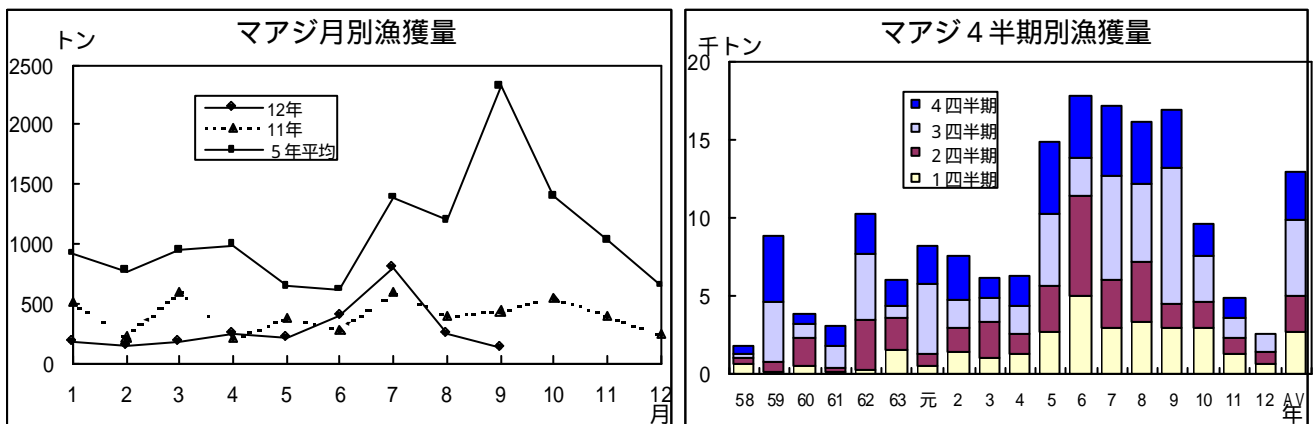 マアジ月別漁獲量
トン
2500
2000
1500
1000
500
0
12年
11年
5年平均
1 2 3 4 5 6 7 8 9 10 11 12
月
マアジ4半期別漁獲量
千トン
20
15
10
5
0
4四半期
3四半期
2四半期
1四半期
58 59 60 61 62 63 元 2 3 4 5 6 7 8 9 10 11 12 AV
年